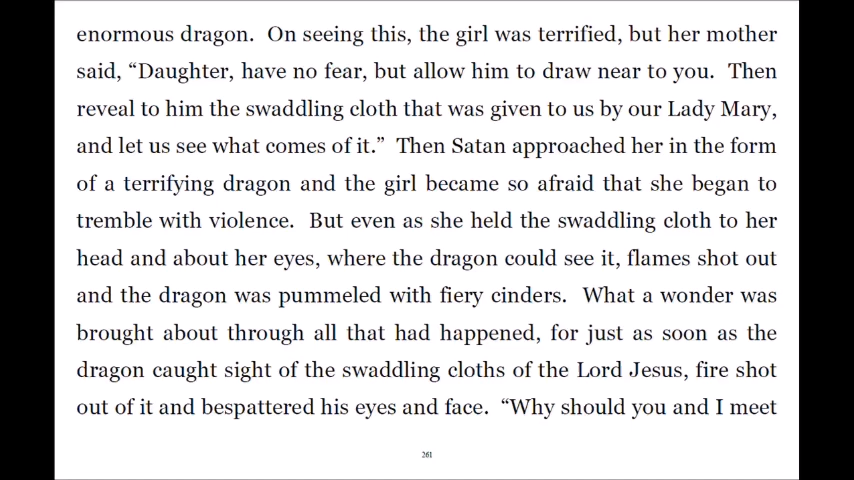 enormous dragon.  On seeing this, the girl was terrified, but her mother
said, “Daughter, have no fear, but allow him to draw near to you.  Then
reveal to him the swaddling cloth that was given to us by our Lady Mary,
and let us see what comes of it.”  Then Satan approached her in the form
of a terrifying dragon and the girl became so afraid that she began to
tremble with violence.  But even as she held the swaddling cloth to her
head and about her eyes, where the dragon could see it, flames shot out
and the dragon was pummeled with fiery cinders.  What a wonder was
brought about through all that had happened, for just as soon as the
dragon caught sight of the swaddling cloths of the Lord Jesus, fire shot
out of it and bespattered his eyes and face.  “Why should you and I meet
261